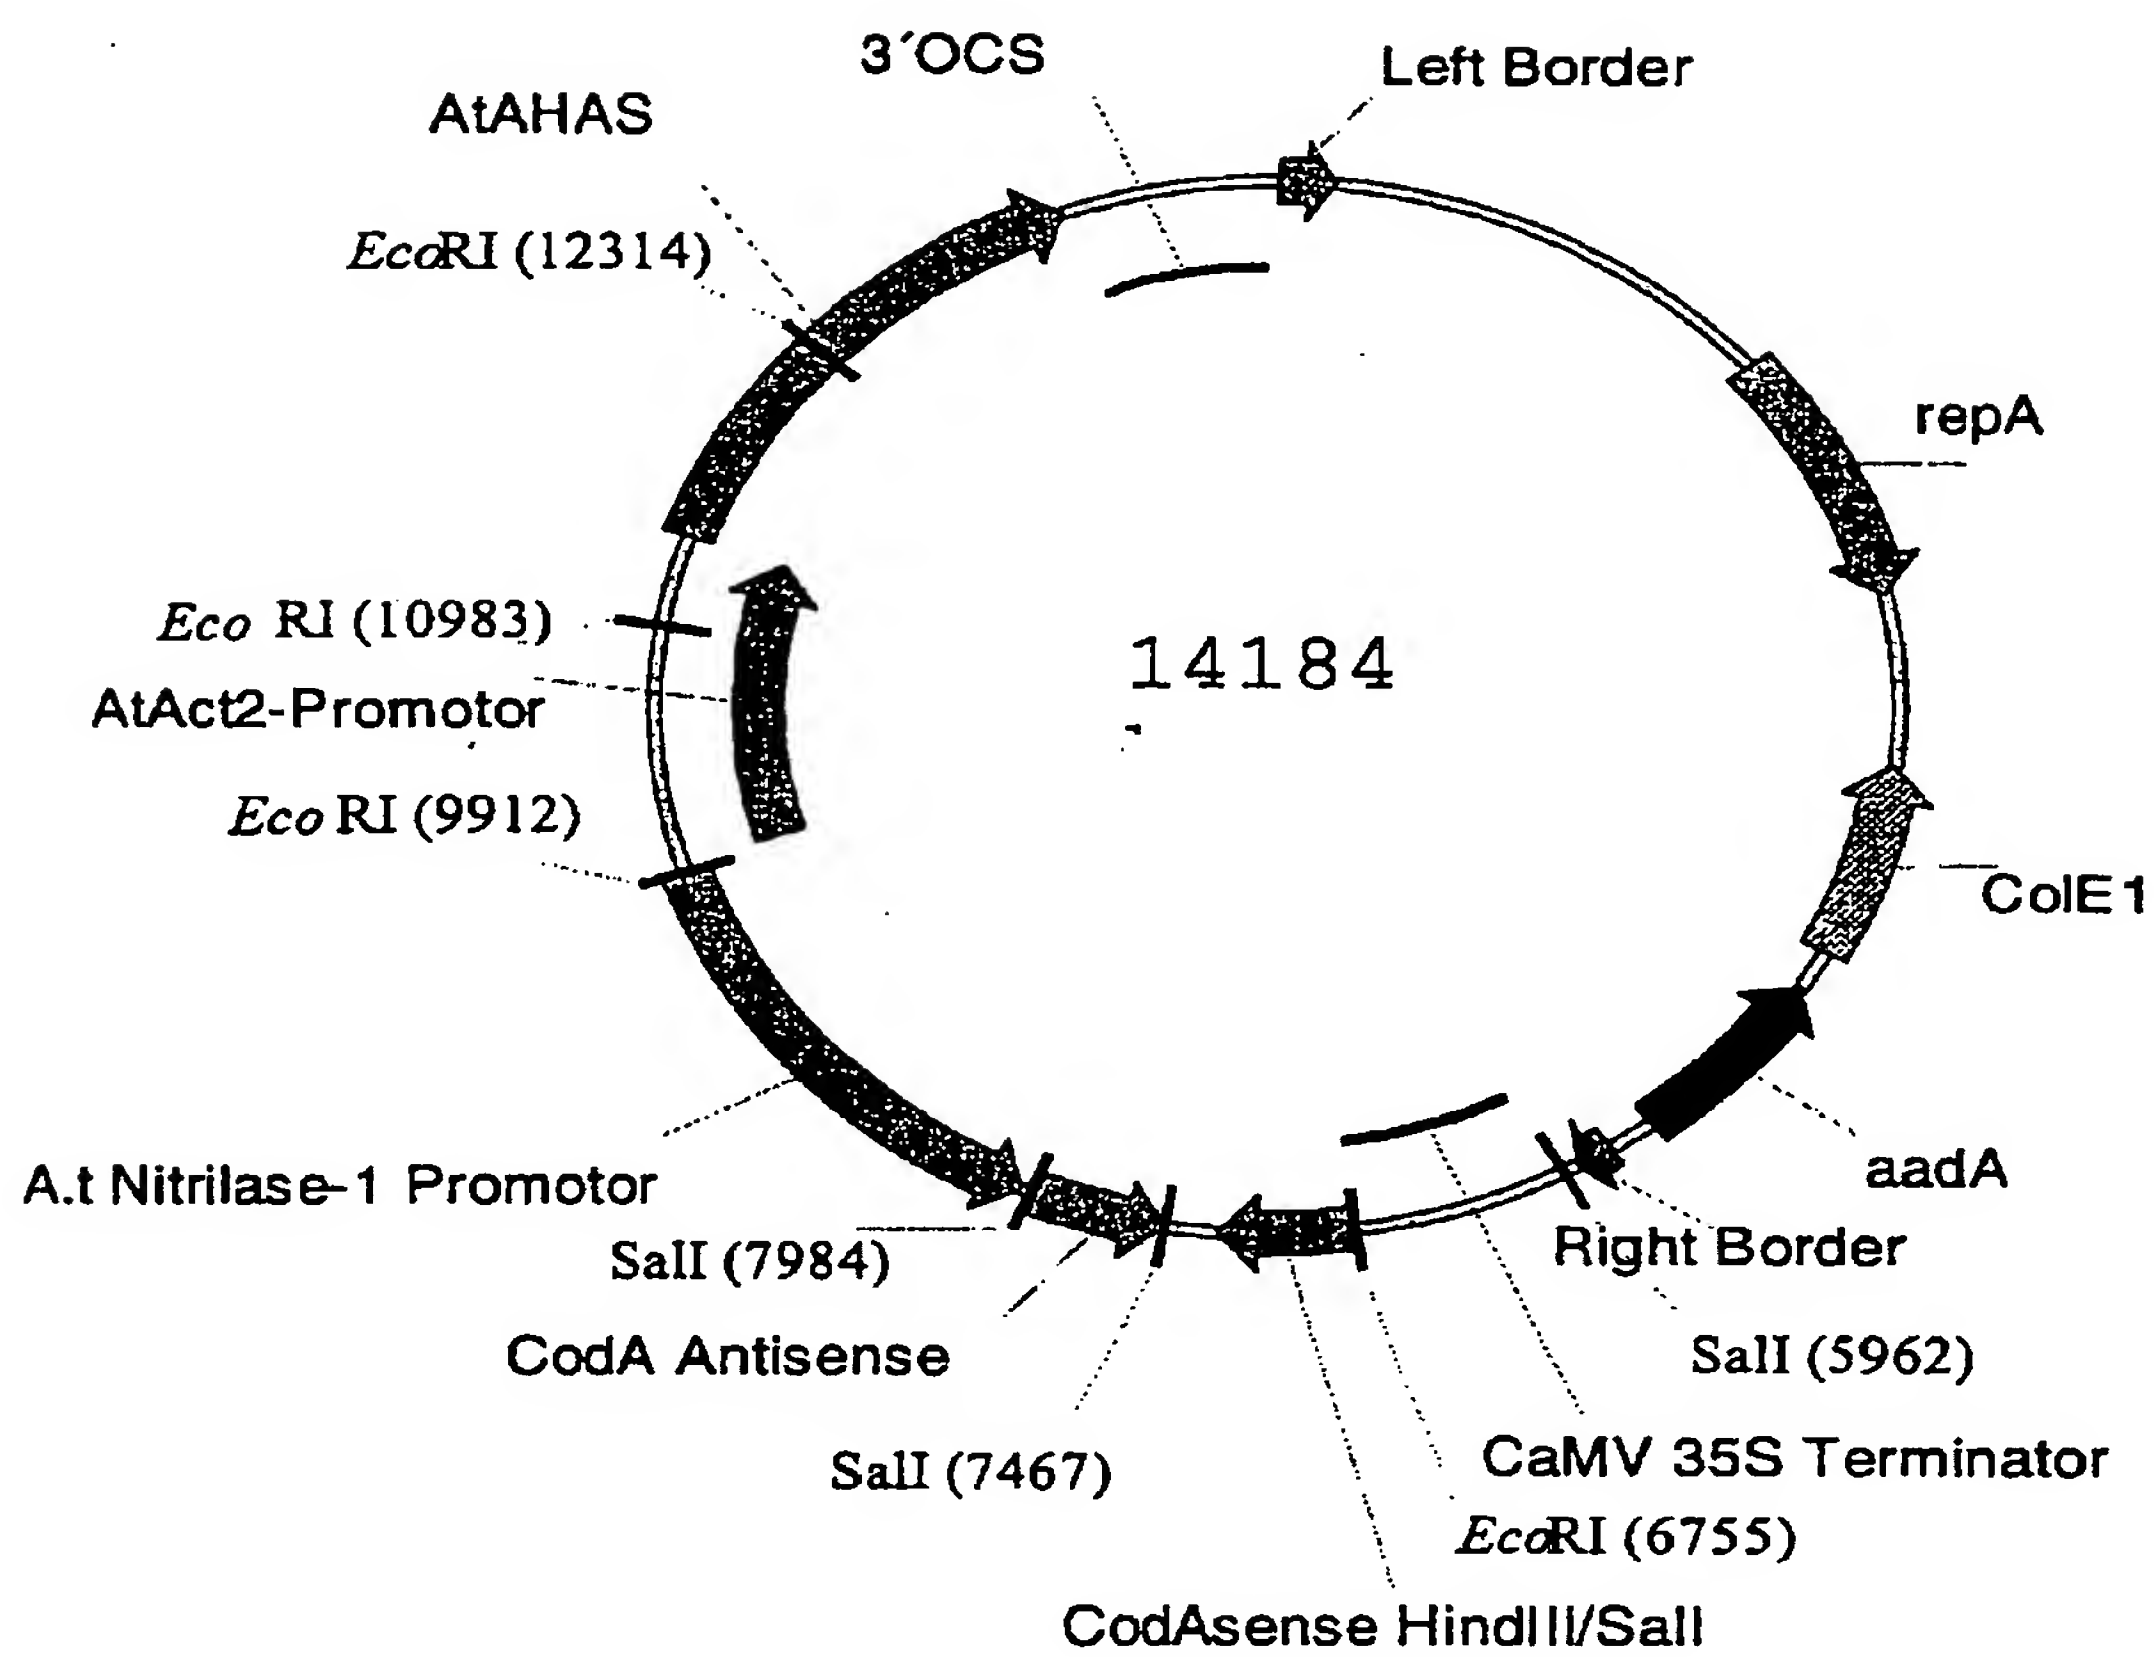 3´OCS
Left Border
AtAHAS
EcoRI (12314)
repA
Eco RI (10983)
14184
AtAct2-Promotor
Eco RI (9912)
ColE1
aadA
A.t Nitrilase-1 Promotor
Right Border
SalI (7984)
CodA Antisense
SalI (5962)
SalI (7467)
CaMV 35S Terminator
EcoRI (6755)
CodAsense HindIII/SalI